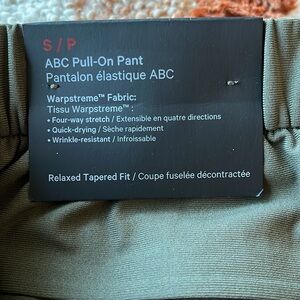 S / P
ABC Pull-On Pant
Pantalon élastique ABC
Warpstreme™ Fabric:
Tissu Warpstreme™ :
• Four-way stretch / Extensible en quatre directions
• Quick-drying / Sèche rapidement
• Wrinkle-resistant / Infroissable
Relaxed Tapered Fit / Coupe fuselée décontractée